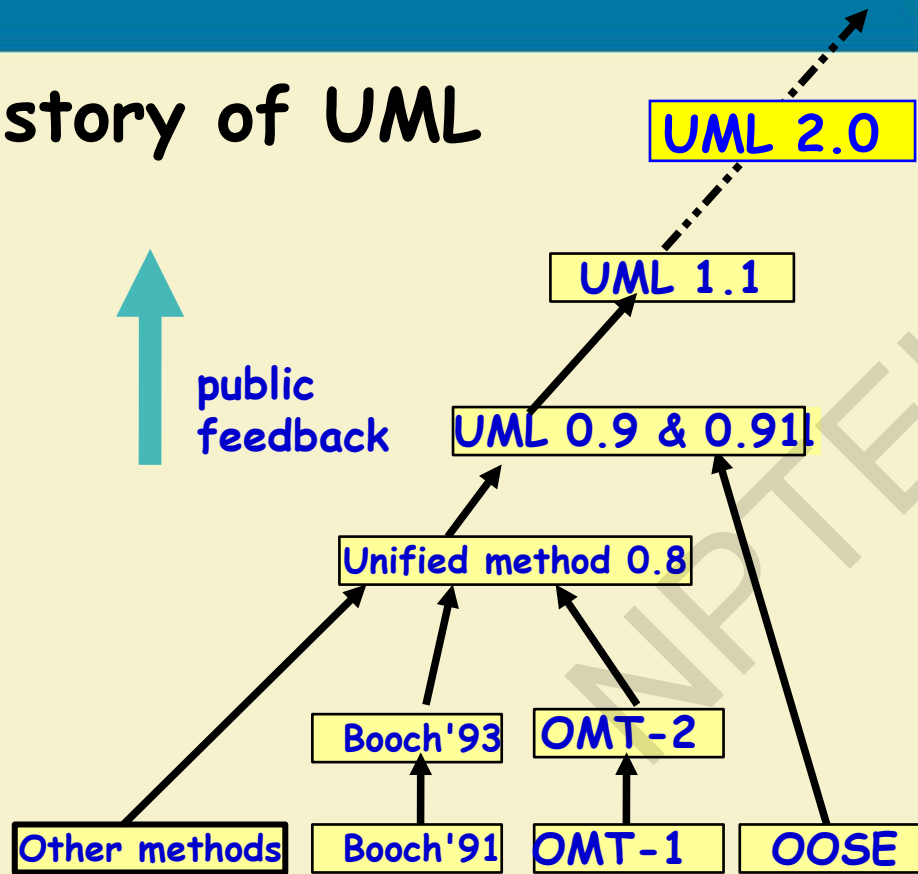 story of UML
UML 2.0
UML 1.1
public
feedback
UML 0.9 & 0.91
Unified method 0.8
Booch'93
OMT-2
Other methods
Booch'91
OMT-1
OOSE
NPTEL